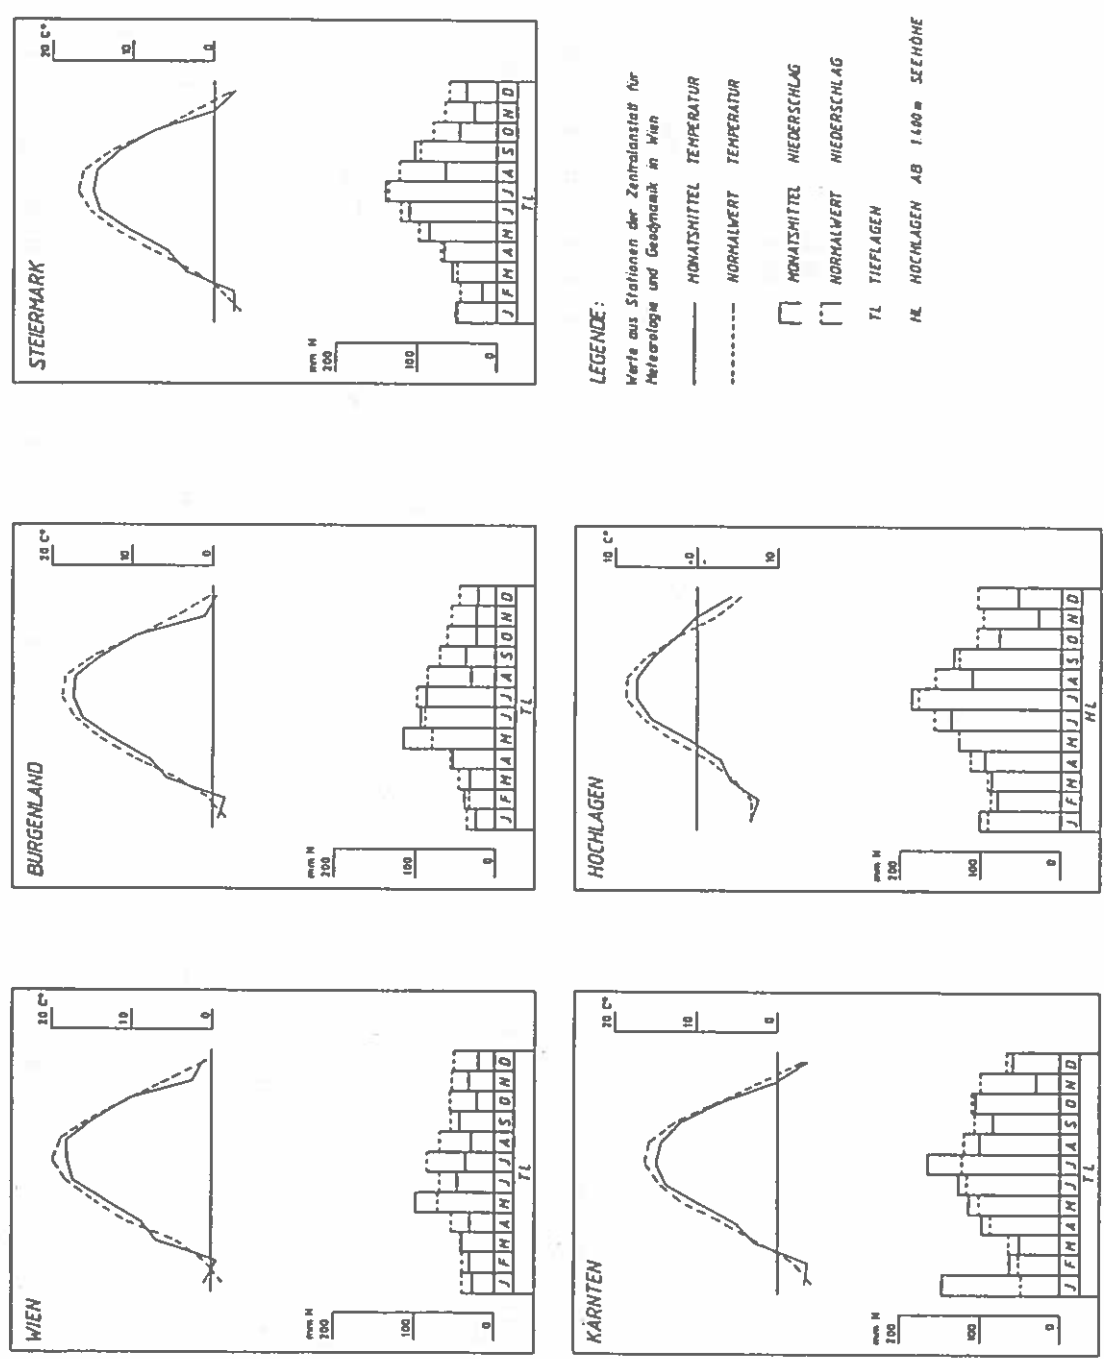 WIEN
20 C°
10
0
mm N
200
100
0
J F M A M J J A S O N D
TL
BURGENLAND
20 C°
10
0
mm N
200
100
0
J F M A M J J A S O N D
TL
STEIERMARK
20 C°
10
0
mm N
200
100
0
J F M A M J J A S O N D
TL
KÄRNTEN
20 C°
10
0
mm N
200
100
0
J F M A M J J A S O N D
TL
HOCHLAGEN
10 C°
0
10
mm N
200
100
0
J F M A M J J A S O N D
HL
LEGENDE:
Werte aus Stationen der Zentralanstalt für
Meteorologie und Geodynamik in Wien
MONATSMITTEL TEMPERATUR
NORMALWERT TEMPERATUR
MONATSMITTEL NIEDERSCHLAG
NORMALWERT NIEDERSCHLAG
TL TIEFLAGEN
HL HOCHLAGEN AB 1.400 m SEEHÖHE